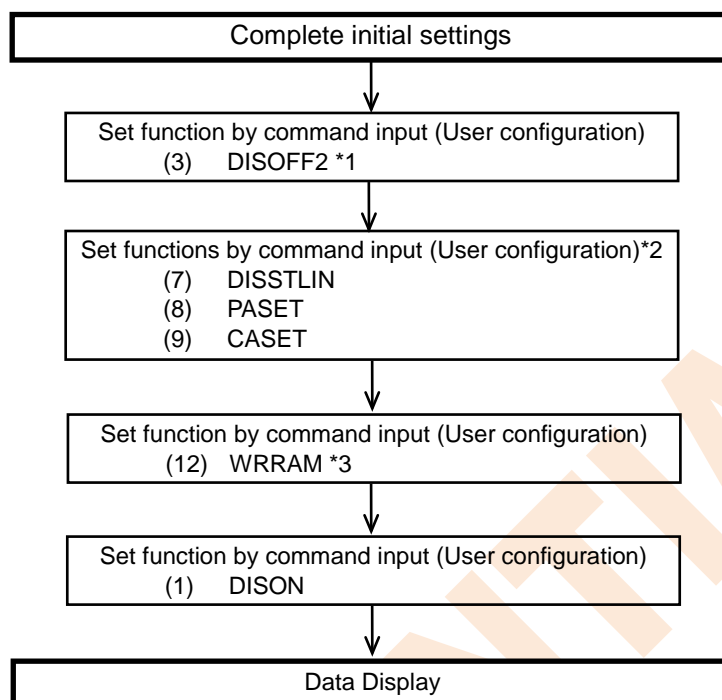 Complete initial settings
Set function by command input (User configuration)
(3) DISOFF2 *1
Set functions by command input (User configuration)*2
(7) DISSTLIN
(8) PASET
(9) CASET
Set function by command input (User configuration)
(12) WRRAM *3
Set function by command input (User configuration)
(1) DISON
Data Display
NTIA